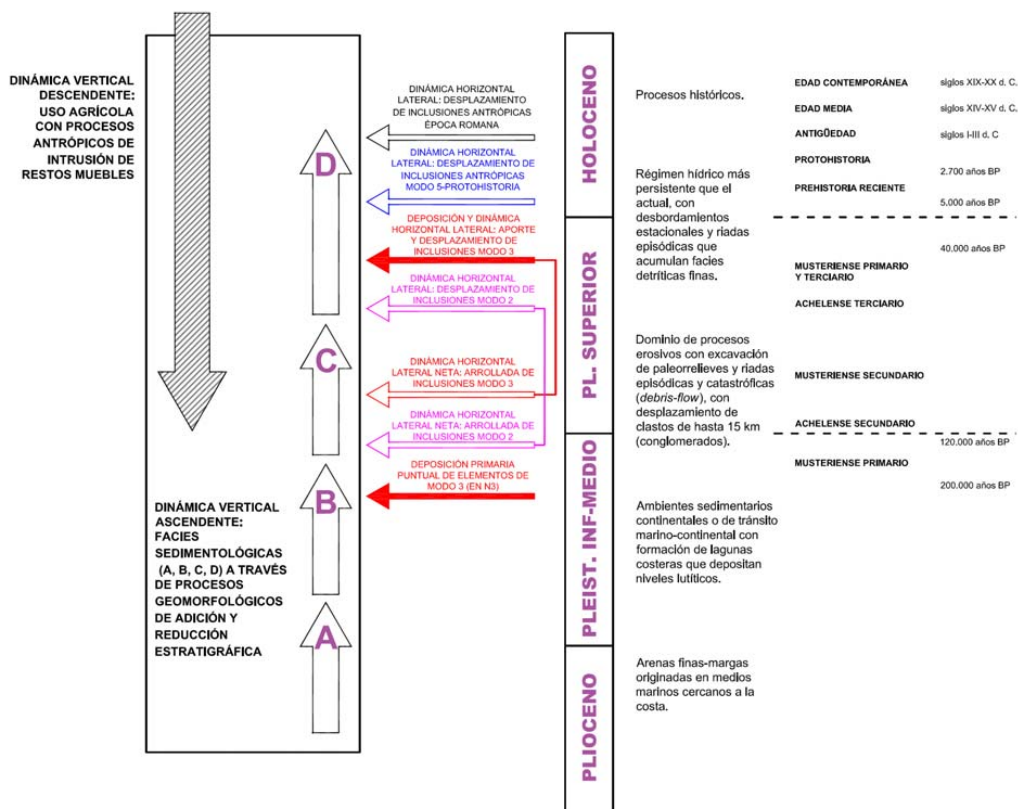 DINÁMICA VERTICAL
DESCENDENTE:
USO AGRÍCOLA
CON PROCESOS
ANTRÓPICOS DE
INTRUSIÓN DE
RESTOS MUEBLES
DINÁMICA VERTICAL
ASCENDENTE:
FACIES
SEDIMENTOLÓGICAS
(A, B, C, D) A TRAVÉS
DE PROCESOS
GEOMORFOLÓGICOS
DE ADICIÓN Y
REDUCCIÓN
ESTRATIGRÁFICA
D
C
B
A
DINÁMICA HORIZONTAL
LATERAL: DESPLAZAMIENTO
DE INCLUSIONES ANTRÓPICAS
ÉPOCA ROMANA
DINÁMICA HORIZONTAL
LATERAL: DESPLAZAMIENTO DE
INCLUSIONES ANTRÓPICAS
MODO 5-PROTOHISTORIA
DEPOSICIÓN Y DINÁMICA
HORIZONTAL LATERAL: APORTE
Y DESPLAZAMIENTO DE
INCLUSIONES MODO 3
DINÁMICA HORIZONTAL
LATERAL: DESPLAZAMIENTO DE
INCLUSIONES MODO 2
DINÁMICA HORIZONTAL
LATERAL NETA: ARROLLADA DE
INCLUSIONES MODO 3
DINÁMICA HORIZONTAL
LATERAL NETA: ARROLLADA DE
INCLUSIONES MODO 2
DEPOSICIÓN PRIMARIA
PUNTUAL DE ELEMENTOS DE
MODO 3 (EN N3)
HOLOCENO
PL. SUPERIOR
PLEIST. INF-MEDIO
PLIOCENO
Procesos históricos.
Régimen hídrico más
persistente que el
actual, con
desbordamientos
estacionales y riadas
episódicas que
acumulan facies
detríticas finas.
Dominio de procesos
erosivos con excavación
de paleorrelieves y riadas
episódicas y catastróficas
(debris-flow), con
desplazamiento de
clastos de hasta 15 km
(conglomerados).
Ambientes sedimentarios
continentales o de tránsito
marino-continental con
formación de lagunas
costeras que depositan
niveles lutíticos.
Arenas finas-margas
originadas en medios
marinos cercanos a la
costa.
EDAD CONTEMPORÁNEA siglos XIX-XX d. C.
EDAD MEDIA siglos XIV-XV d. C.
ANTIGÜEDAD siglos I-III d. C
PROTOHISTORIA
2.700 años BP
PREHISTORIA RECIENTE
5.000 años BP
40.000 años BP
MUSTERIENSE PRIMARIO
Y TERCIARIO
ACHELENSE TERCIARIO
MUSTERIENSE SECUNDARIO
ACHELENSE SECUNDARIO
120.000 años BP
MUSTERIENSE PRIMARIO
200.000 años BP